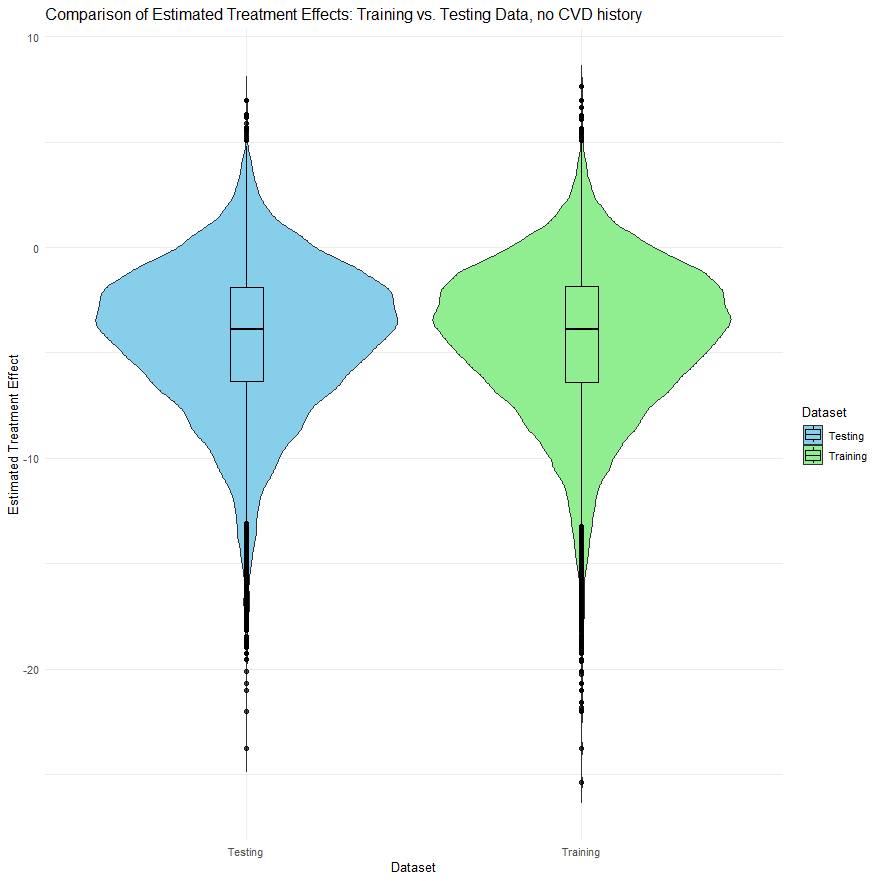 Comparison of Estimated Treatment Effects: Training vs. Testing Data, no CVD history
10
0
-10
-20
Estimated Treatment Effect
Testing
Training
Dataset
Dataset
Testing
Training